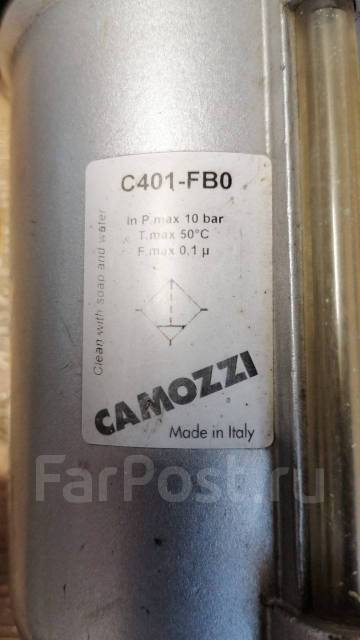 C401-FB0
In P.max 10 bar
T.max 50°C
F.max 0,1 µ
Clean with soap and water
CAMOZZI
Made in Italy
FarPost.ru